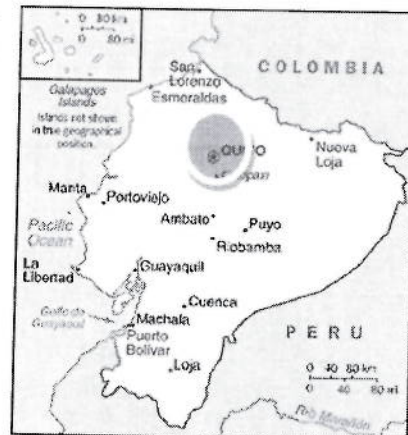 0 80 km
0 80 mi
Galapagos
Islands
Islands not shown
in true geographical
position.
San
Lorenzo
Esmeraldas
COLOMBIA
QUITO
Nueva
Loja
Manta
Portoviejo
Pacific
Ocean
Ambato
Puyo
Riobamba
La
Libertad
Guayaquil
Golfo de
Guayaquil
Cuenca
Machala
Puerto
Bolivar
Loja
PERU
0 40 80 km
0 40 80 mi
Río Marañón